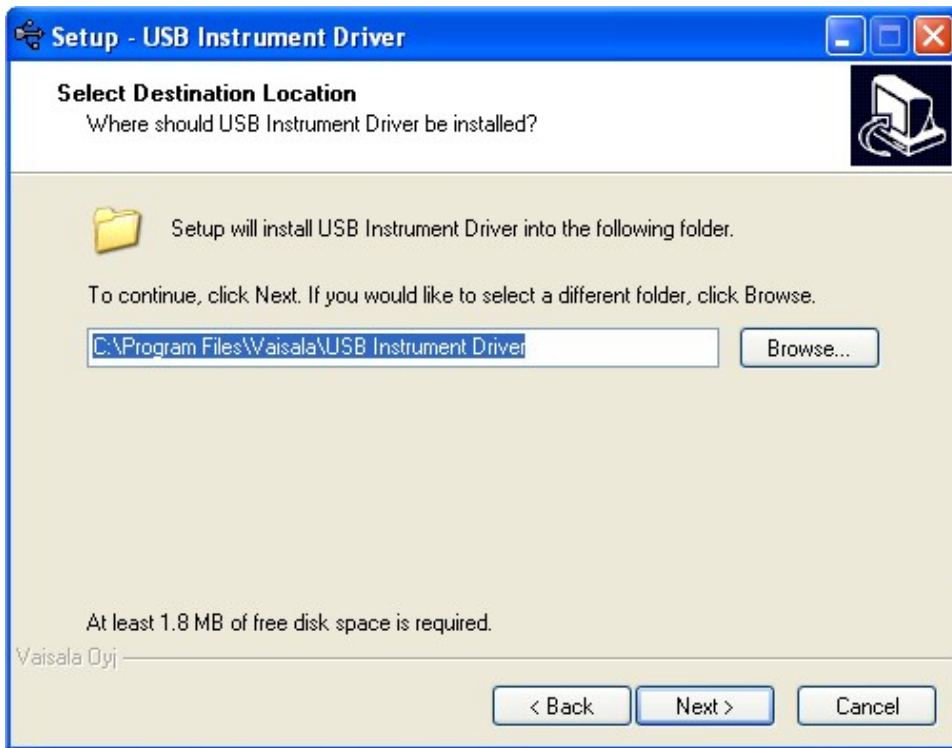 Setup - USB Instrument Driver
Select Destination Location
Where should USB Instrument Driver be installed?
Setup will install USB Instrument Driver into the following folder.
To continue, click Next. If you would like to select a different folder, click Browse.
C:\Program Files\Vaisala\USB Instrument Driver
Browse...
At least 1.8 MB of free disk space is required.
Vaisala Oyj
< Back
Next >
Cancel